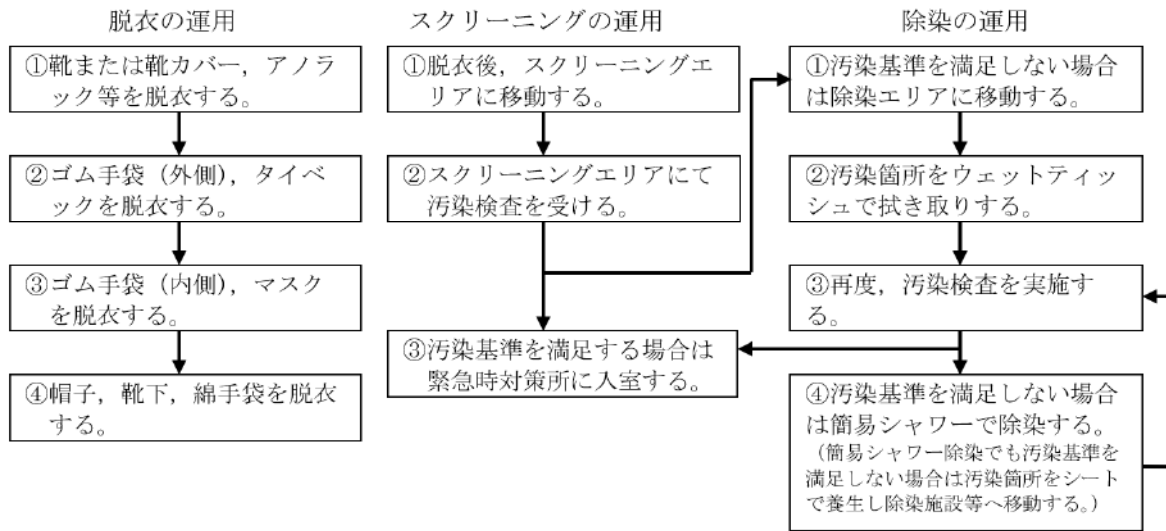 脱衣の運用
①靴または靴カバー，アノラ
ック等を脱衣する。
②ゴム手袋（外側），タイベ
ックを脱衣する。
③ゴム手袋（内側），マスク
を脱衣する。
④帽子，靴下，綿手袋を脱衣
する。
スクリーニングの運用
①脱衣後，スクリーニングエ
リアに移動する。
②スクリーニングエリアにて
汚染検査を受ける。
③汚染基準を満足する場合は
緊急時対策所に入室する。
除染の運用
①汚染基準を満足しない場合
は除染エリアに移動する。
②汚染箇所をウェットティッ
シュで拭き取りする。
③再度，汚染検査を実施す
る。
④汚染基準を満足しない場合
は簡易シャワーで除染する。
（簡易シャワー除染でも汚染基準を
満足しない場合は汚染箇所をシート
で養生し除染施設等へ移動する。）